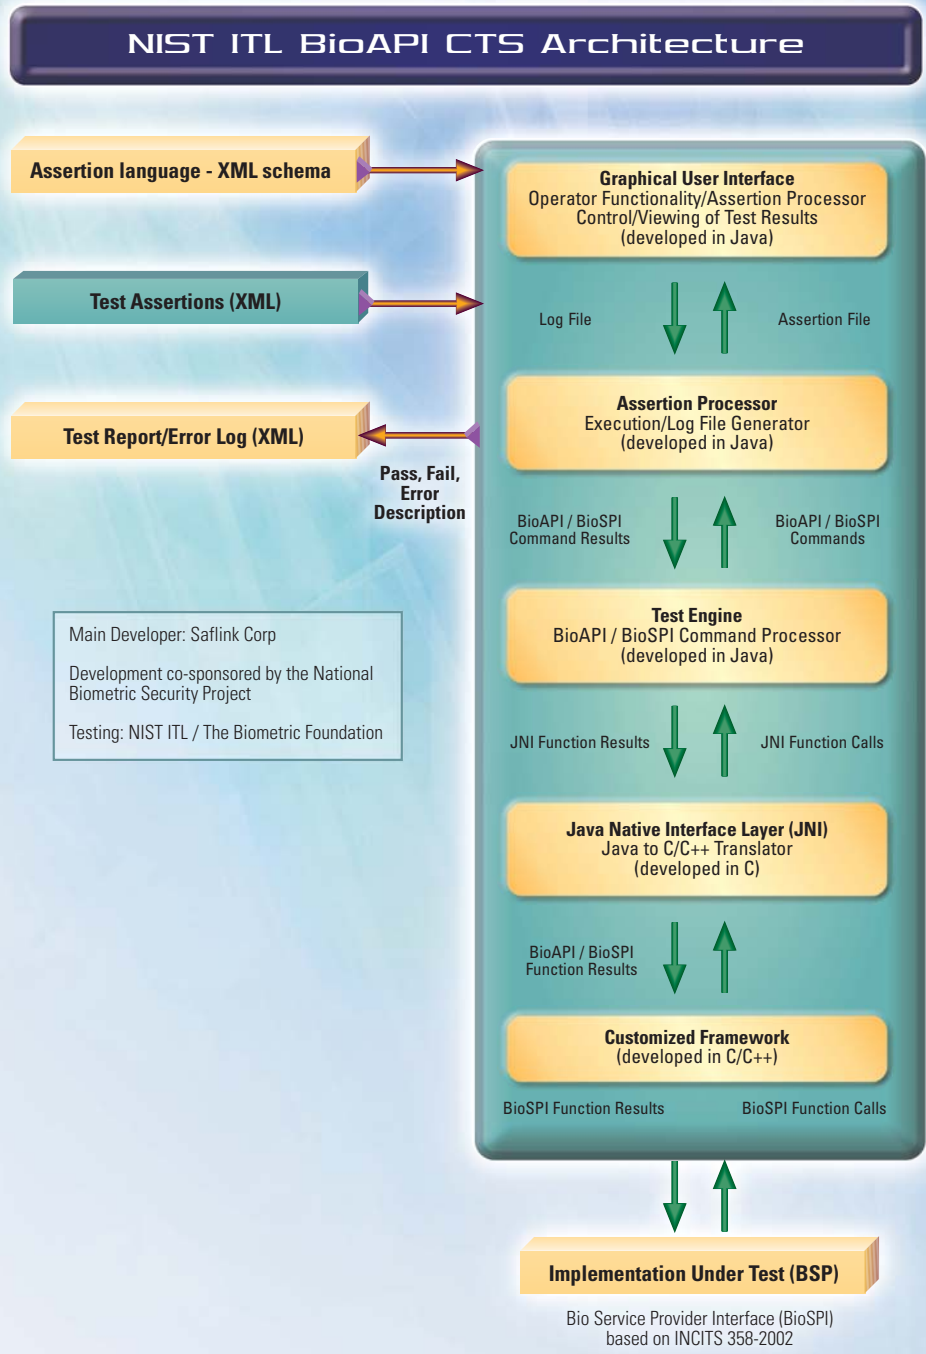 NIST ITL BioAPI CTS Architecture
Assertion language - XML schema
Test Assertions (XML)
Test Report/Error Log (XML)
Pass, Fail,
Error
Description
Main Developer: Saflink Corp
Development co-sponsored by the National
Biometric Security Project
Testing: NIST ITL / The Biometric Foundation
Graphical User Interface
Operator Functionality/Assertion Processor
Control/Viewing of Test Results
(developed in Java)
Log File
Assertion File
Assertion Processor
Execution/Log File Generator
(developed in Java)
BioAPI / BioSPI
Command Results
BioAPI / BioSPI
Commands
Test Engine
BioAPI / BioSPI Command Processor
(developed in Java)
JNI Function Results
JNI Function Calls
Java Native Interface Layer (JNI)
Java to C/C++ Translator
(developed in C)
BioAPI / BioSPI
Function Results
Customized Framework
(developed in C/C++)
BioSPI Function Results
BioSPI Function Calls
Implementation Under Test (BSP)
Bio Service Provider Interface (BioSPI)
based on INCITS 358-2002